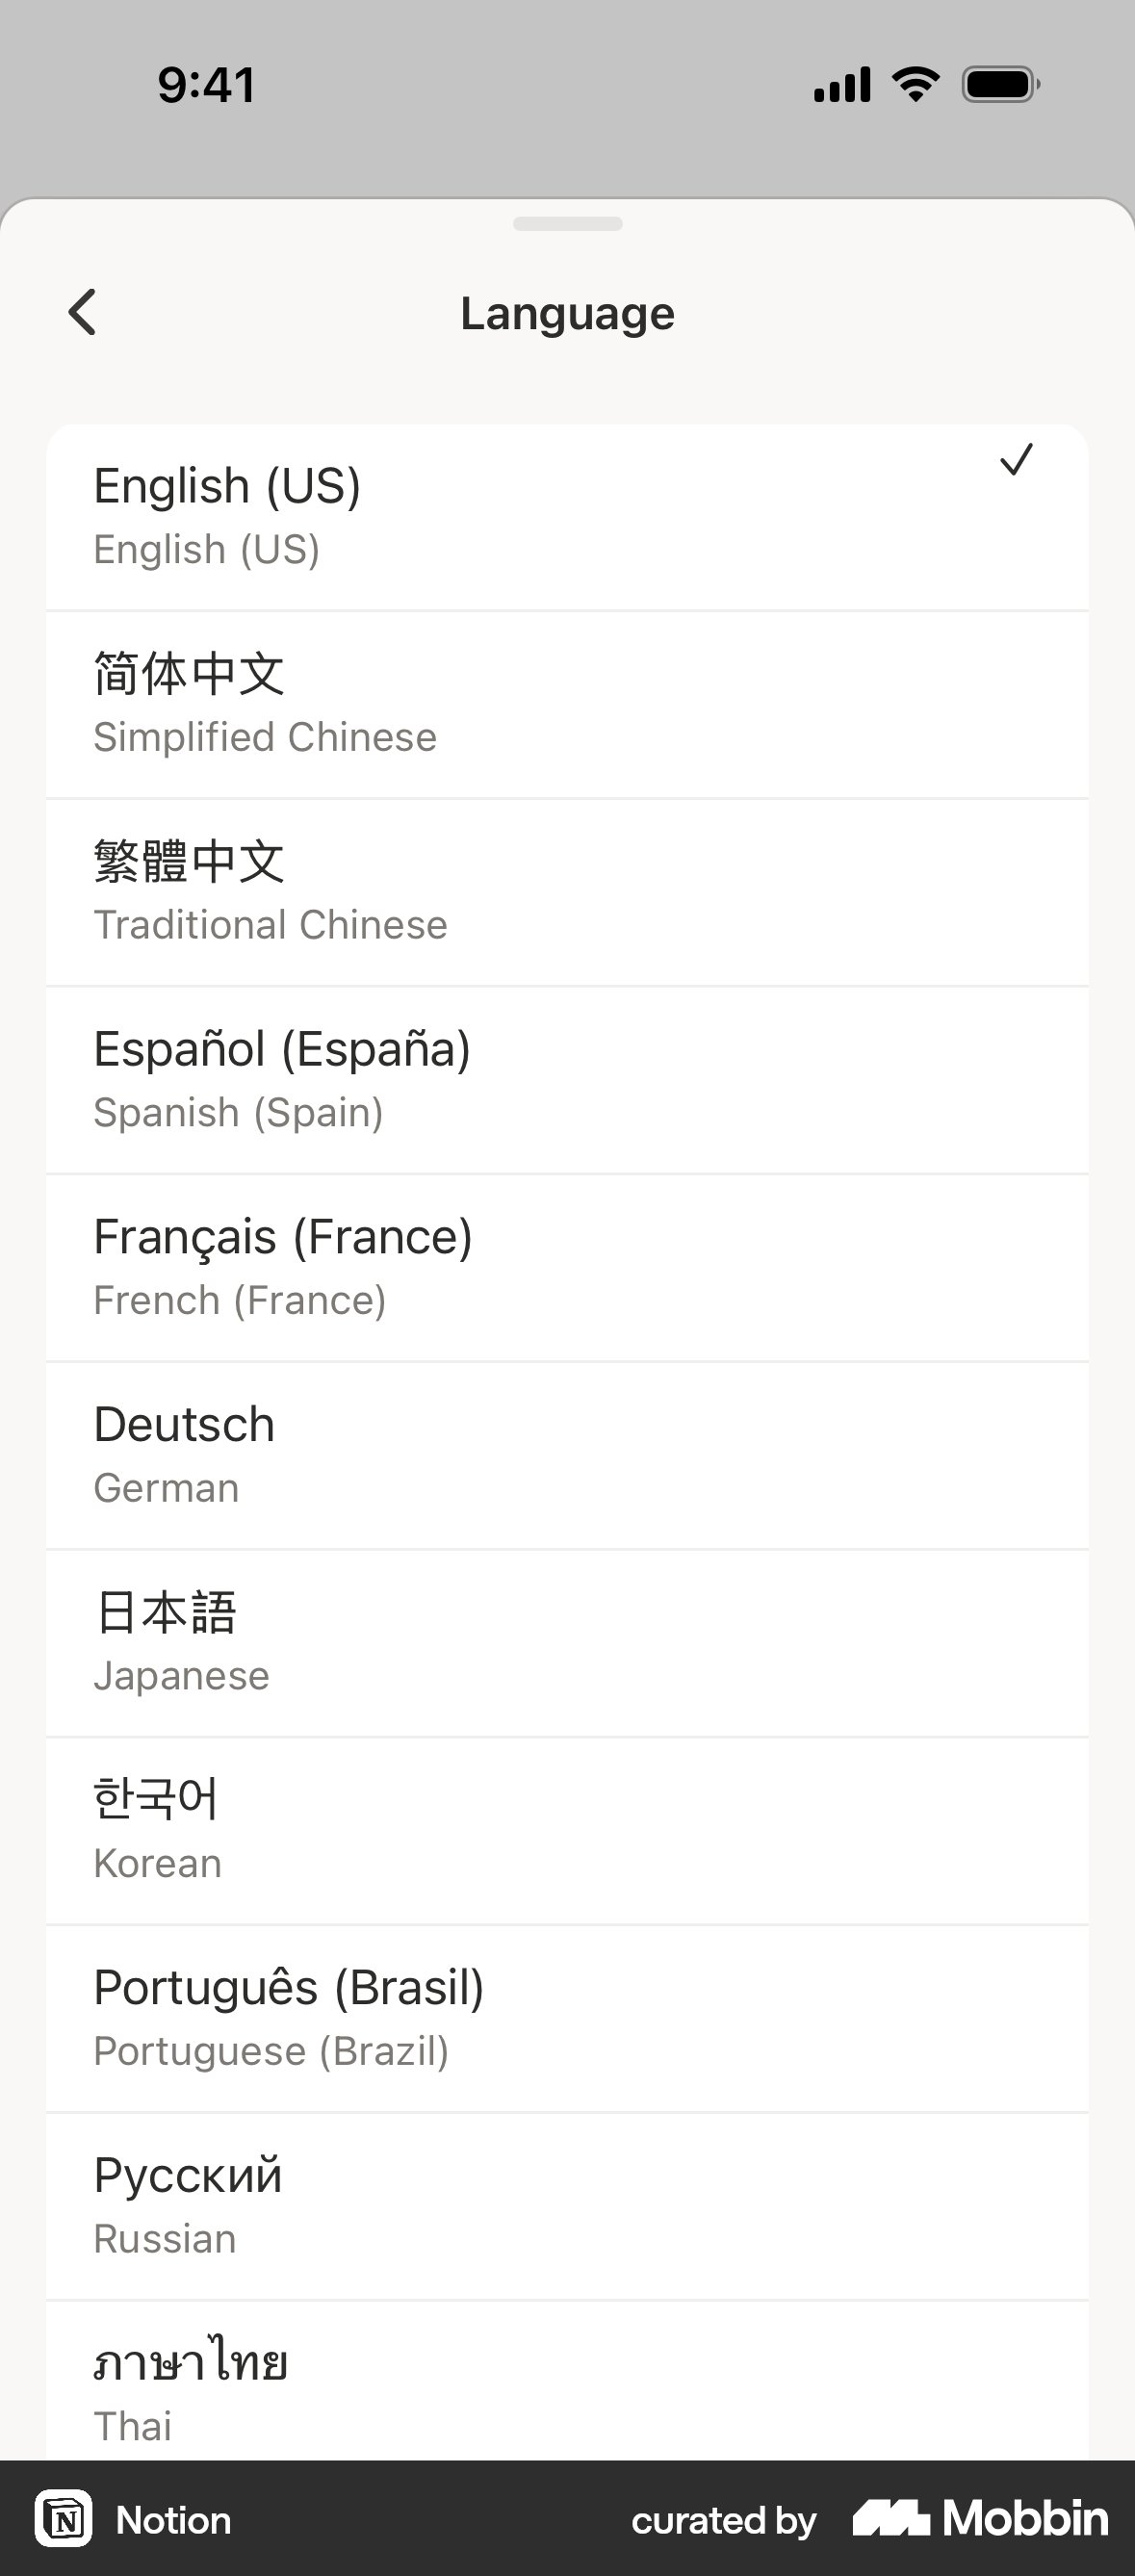 9:41
Language
English (US)
English (US)
简体中文
Simplified Chinese
繁體中文
Traditional Chinese
Español (España)
Spanish (Spain)
Français (France)
French (France)
Deutsch
German
日本語
Japanese
한국어
Korean
Português (Brasil)
Portuguese (Brazil)
Русский
Russian
ภาษาไทย
Thai
N Notion curated by Mobbin